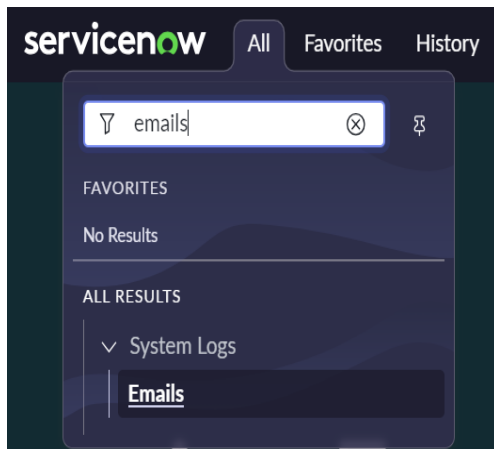 servicenow All Favorites History
emails
FAVORITES
No Results
ALL RESULTS
System Logs
Emails